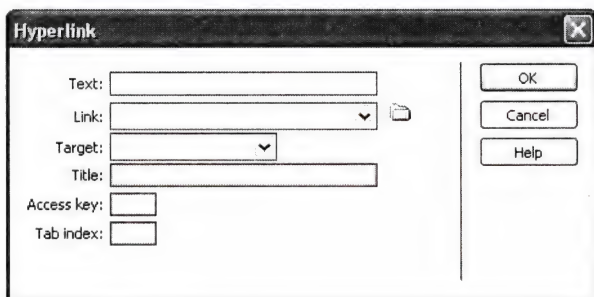 Hyperlink
Text:
OK
Link:
Cancel
Target:
Help
Title:
Access key:
Tab index: